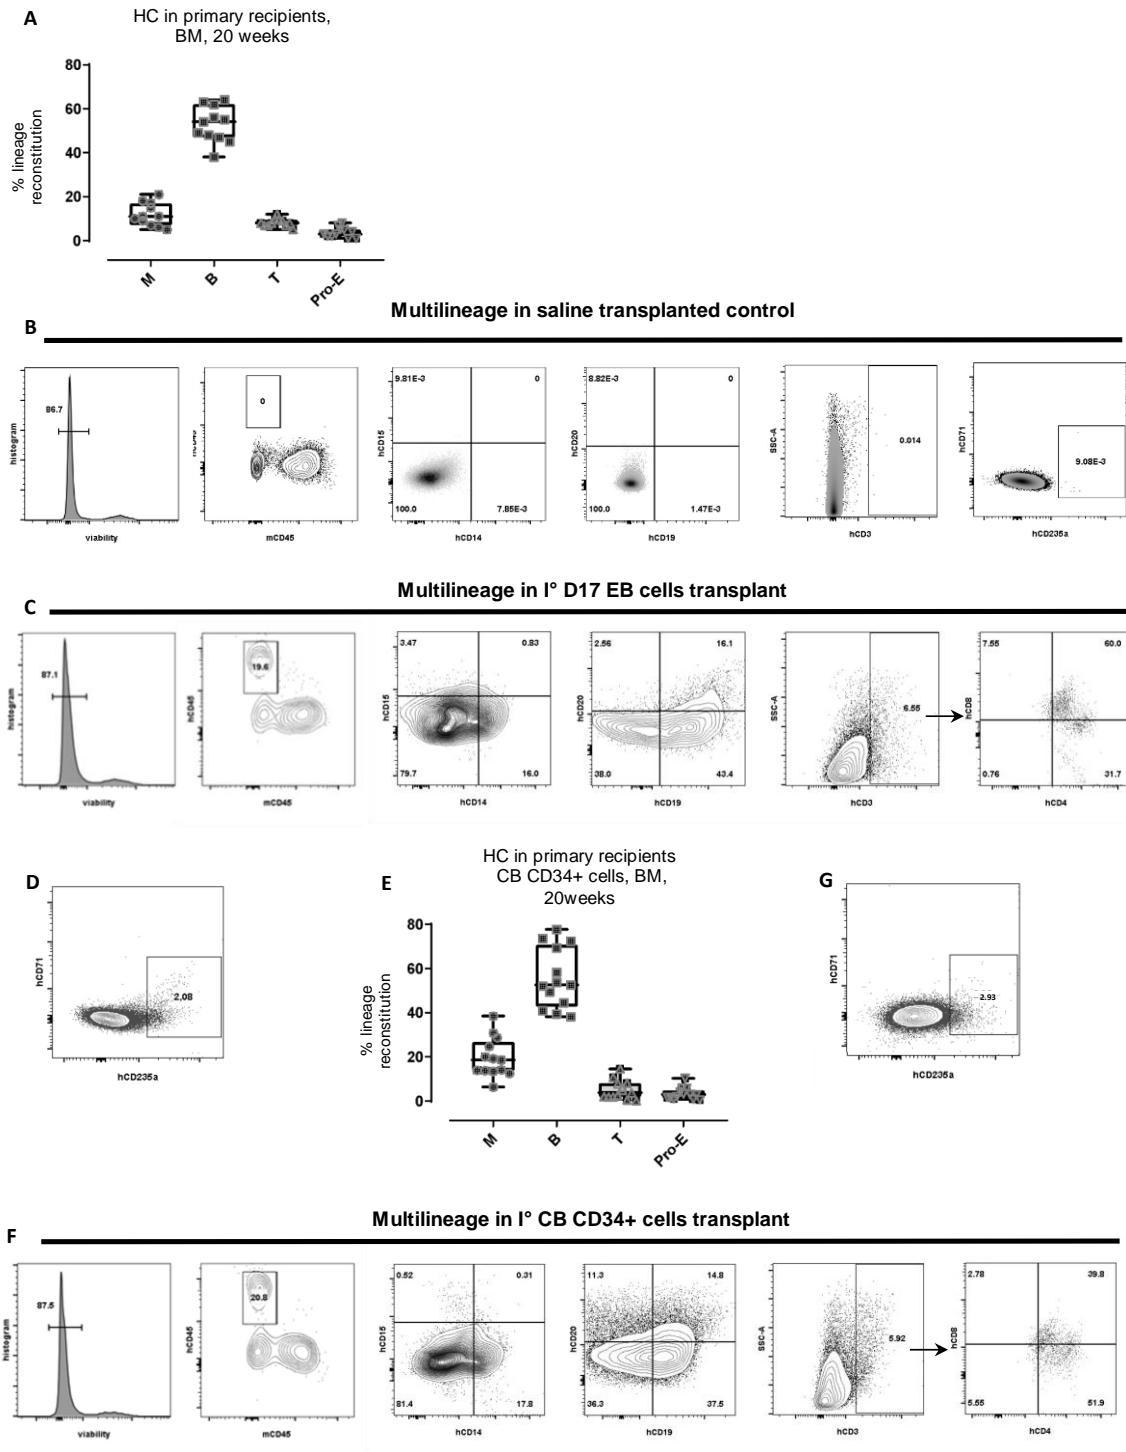 A
HC in primary recipients,
BM, 20 weeks
% lineage
reconstitution
80
60
40
20
0
M
B
T
Pro-E
Multilineage in saline transplanted control
B
histogram
86.7
viability
0
mCD45
hCD15
9.81E-3
0
100.0
7.85E-3
hCD14
hCD20
8.82E-3
0
100.0
1.47E-3
hCD19
SSC-A
0.014
hCD3
hCD71
9.08E-3
hCD235a
Multilineage in I° D17 EB cells transplant
C
histogram
87.1
viability
hCD45
19.6
mCD45
hCD15
3.47
0.83
79.7
16.0
hCD14
hCD20
2.56
16.1
38.0
43.4
hCD19
SSC-A
6.55
hCD3
hCD8
7.55
60.0
0.76
31.7
hCD4
D
hCD71
2.08
hCD235a
E
HC in primary recipients
CB CD34+ cells, BM,
20weeks
% lineage
reconstitution
80
60
40
20
0
M
B
T
Pro-E
G
hCD71
2.93
hCD235a
Multilineage in I° CB CD34+ cells transplant
F
histogram
87.5
viability
hCD45
20.8
mCD45
hCD15
0.52
0.31
81.4
17.8
hCD14
hCD20
11.3
14.8
36.3
37.5
hCD19
SSC-A
5.92
hCD3
hCD8
2.78
39.8
5.55
51.9
hCD4